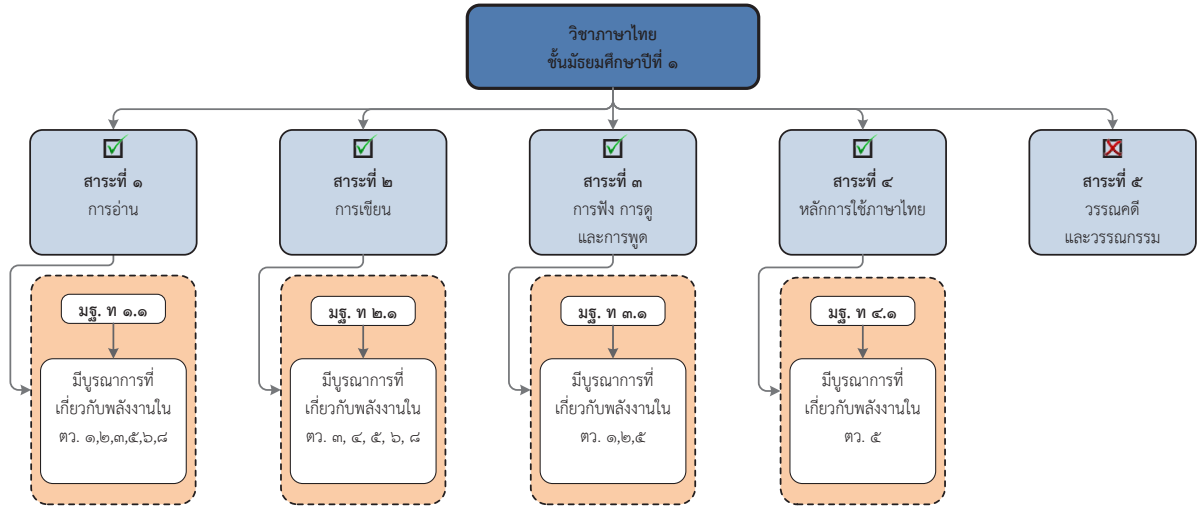 วิชาภาษาไทย
ชั้นมัธยมศึกษาปีที่ ๑
สาระที่ ๑
การอ่าน
สาระที่ ๒
การเขียน
สาระที่ ๓
การฟัง การดู
และการพูด
สาระที่ ๔
หลักการใช้ภาษาไทย
สาระที่ ๕
วรรณคดี
และวรรณกรรม
มฐ. ท ๑.๑
มีบูรณาการที่
เกี่ยวกับพลังงานใน
ตว. ๑,๒,๓,๕,๖,๘
มฐ. ท ๒.๑
มีบูรณาการที่
เกี่ยวกับพลังงานใน
ตว. ๓, ๔, ๕, ๖, ๘
มฐ. ท ๓.๑
มีบูรณาการที่
เกี่ยวกับพลังงานใน
ตว. ๑,๒,๕
มฐ. ท ๔.๑
มีบูรณาการที่
เกี่ยวกับพลังงานใน
ตว. ๕